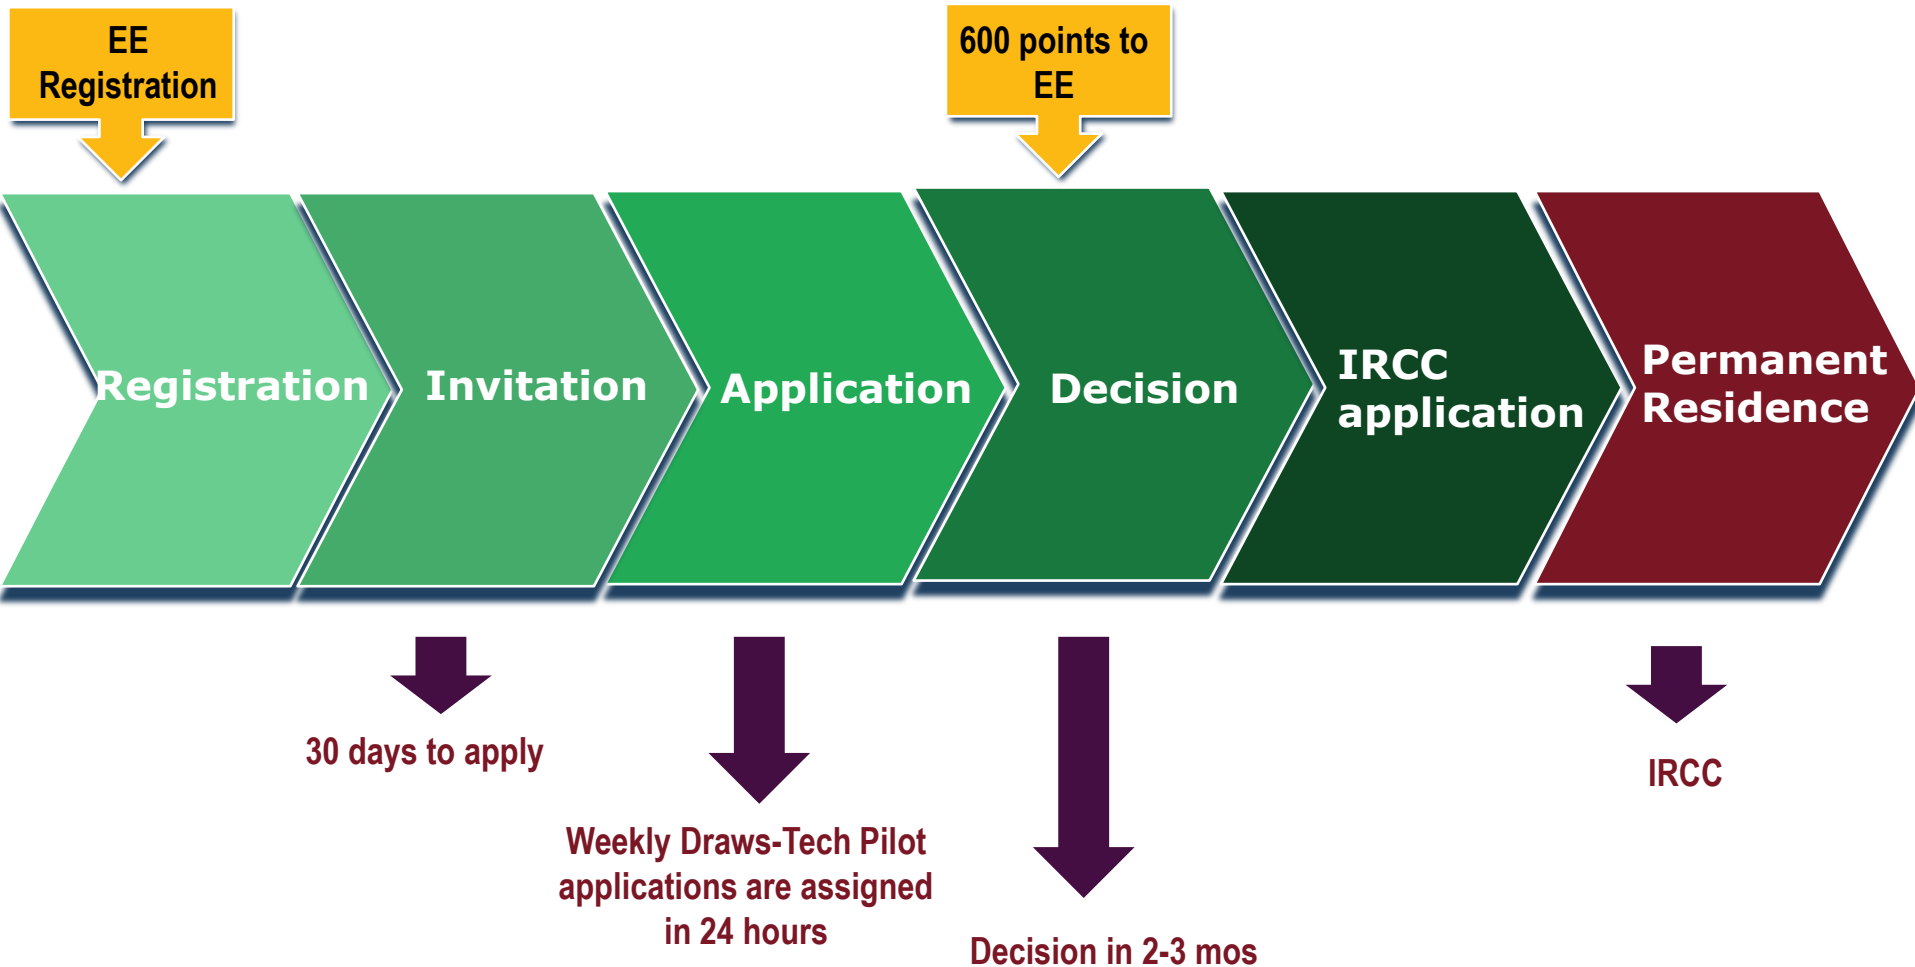 EE
Registration
600 points to
EE
Registration
Invitation
Application
Decision
IRCC
application
Permanent
Residence
30 days to apply
Weekly Draws-Tech Pilot
applications are assigned
in 24 hours
Decision in 2-3 mos
IRCC